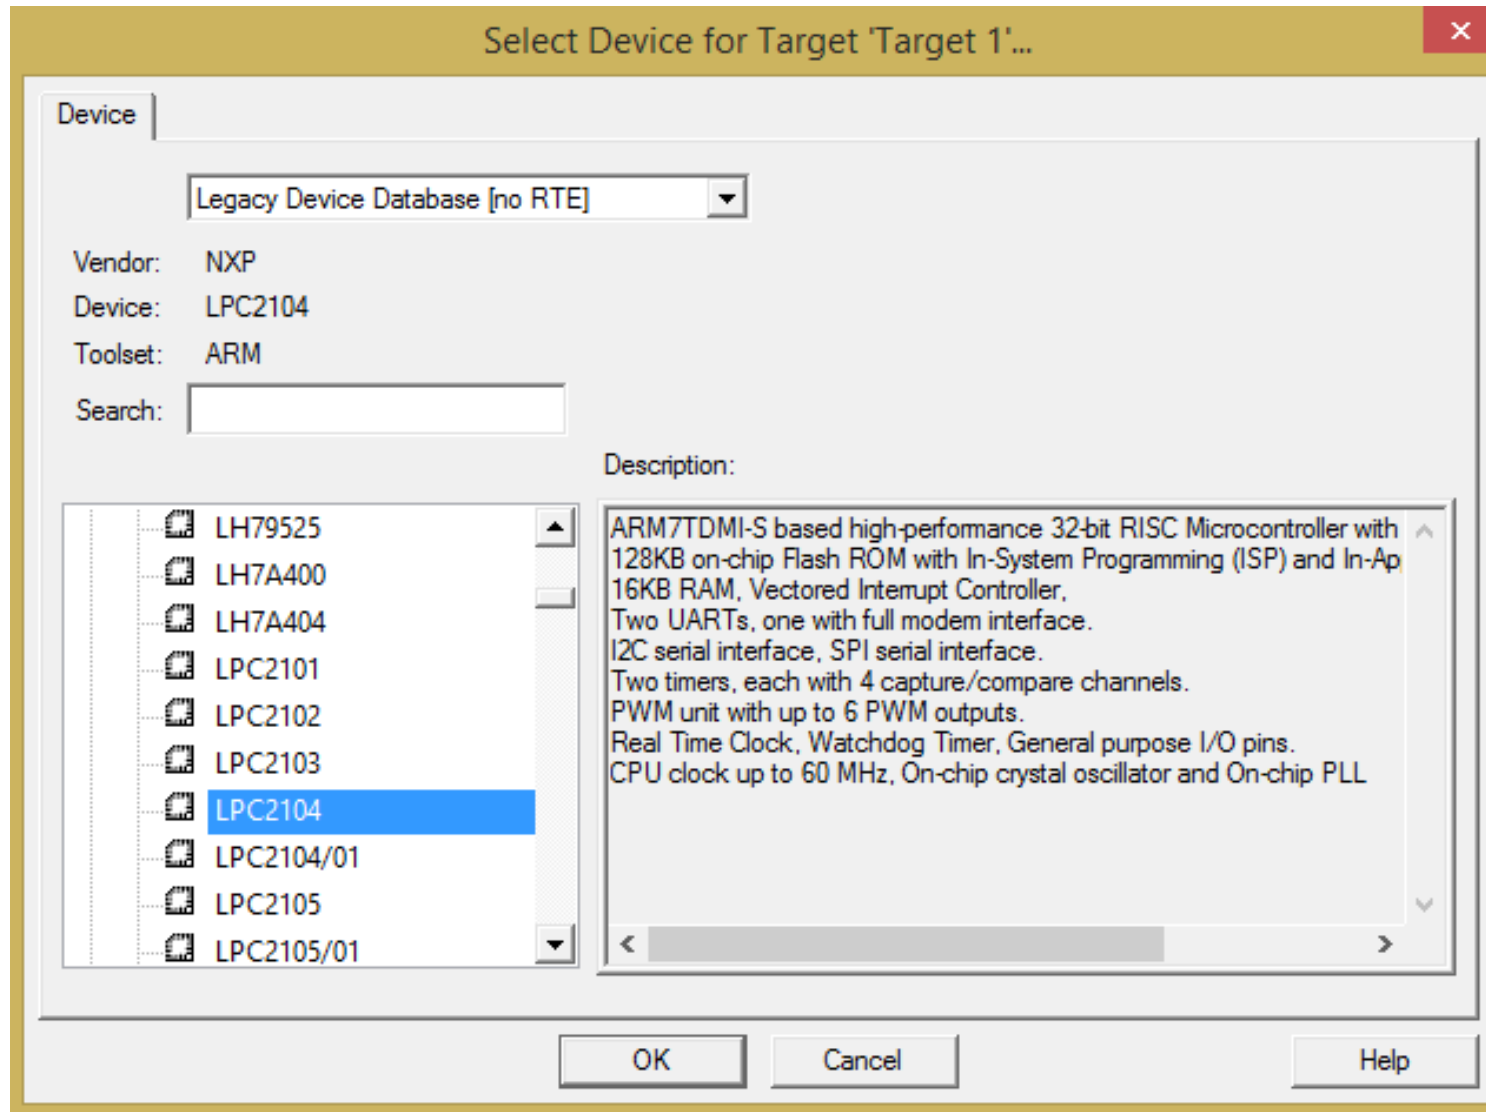 Select Device for Target 'Target 1'...
Device
Legacy Device Database [no RTE]
Vendor: NXP
Device: LPC2104
Toolset: ARM
Search:
Description:
LH79525
LH7A400
LH7A404
LPC2101
LPC2102
LPC2103
LPC2104
LPC2104/01
LPC2105
LPC2105/01
ARM7TDMI-S based high-performance 32-bit RISC Microcontroller with
128KB on-chip Flash ROM with In-System Programming (ISP) and In-Ap
16KB RAM, Vectored Interrupt Controller,
Two UARTs, one with full modem interface.
I2C serial interface, SPI serial interface.
Two timers, each with 4 capture/compare channels.
PWM unit with up to 6 PWM outputs.
Real Time Clock, Watchdog Timer, General purpose I/O pins.
CPU clock up to 60 MHz, On-chip crystal oscillator and On-chip PLL
OK
Cancel
Help